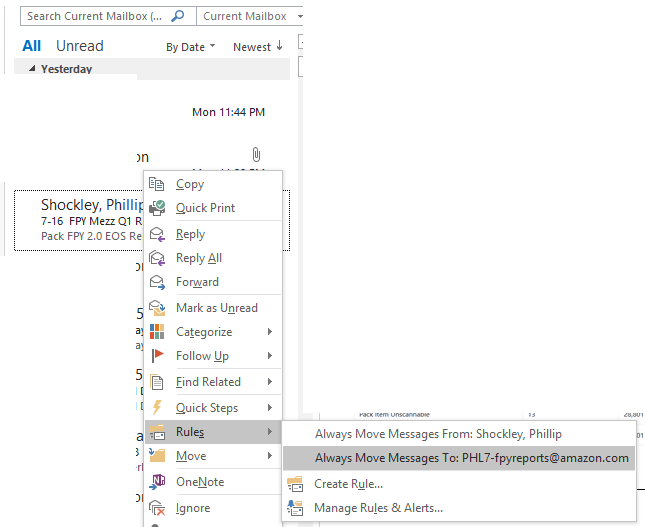 Search Current Mailbox (...
Current Mailbox
All Unread By Date Newest
Yesterday
Mon 11:44 PM
on
Shockley, Phillip
7-16 FPY Mezz Q1 R
Pack FPY 2.0 EOS Re
Copy
Quick Print
Reply
Reply All
Forward
Mark as Unread
Categorize
Follow Up
Find Related
Quick Steps
Rules
Move
OneNote
Ignore
Pack Item Unscannable 13 28,801
Always Move Messages From: Shockley, Phillip
Always Move Messages To: PHL7-fpyreports@amazon.com
Create Rule...
Manage Rules & Alerts...